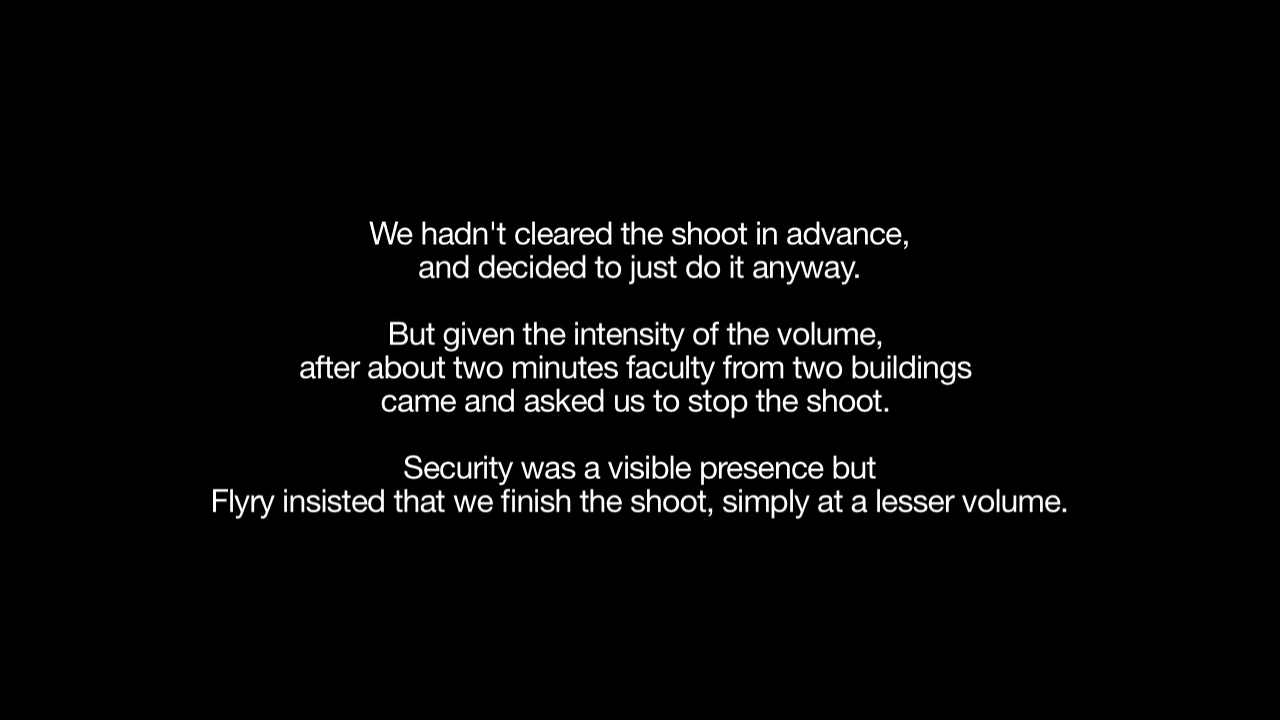 We hadn't cleared the shoot in advance,
and decided to just do it anyway.
But given the intensity of the volume,
after about two minutes faculty from two buildings
came and asked us to stop the shoot.
Security was a visible presence but
Flyry insisted that we finish the shoot, simply at a lesser volume.